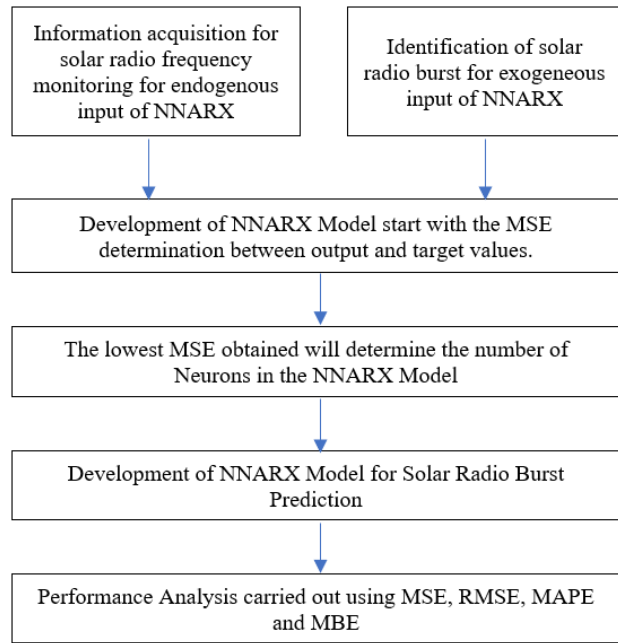 Information acquisition for
solar radio frequency
monitoring for endogenous
input of NNARX
Identification of solar
radio burst for exogeneous
input of NNARX
Development of NNARX Model start with the MSE
determination between output and target values.
The lowest MSE obtained will determine the number of
Neurons in the NNARX Model
Development of NNARX Model for Solar Radio Burst
Prediction
Performance Analysis carried out using MSE, RMSE, MAPE
and MBE